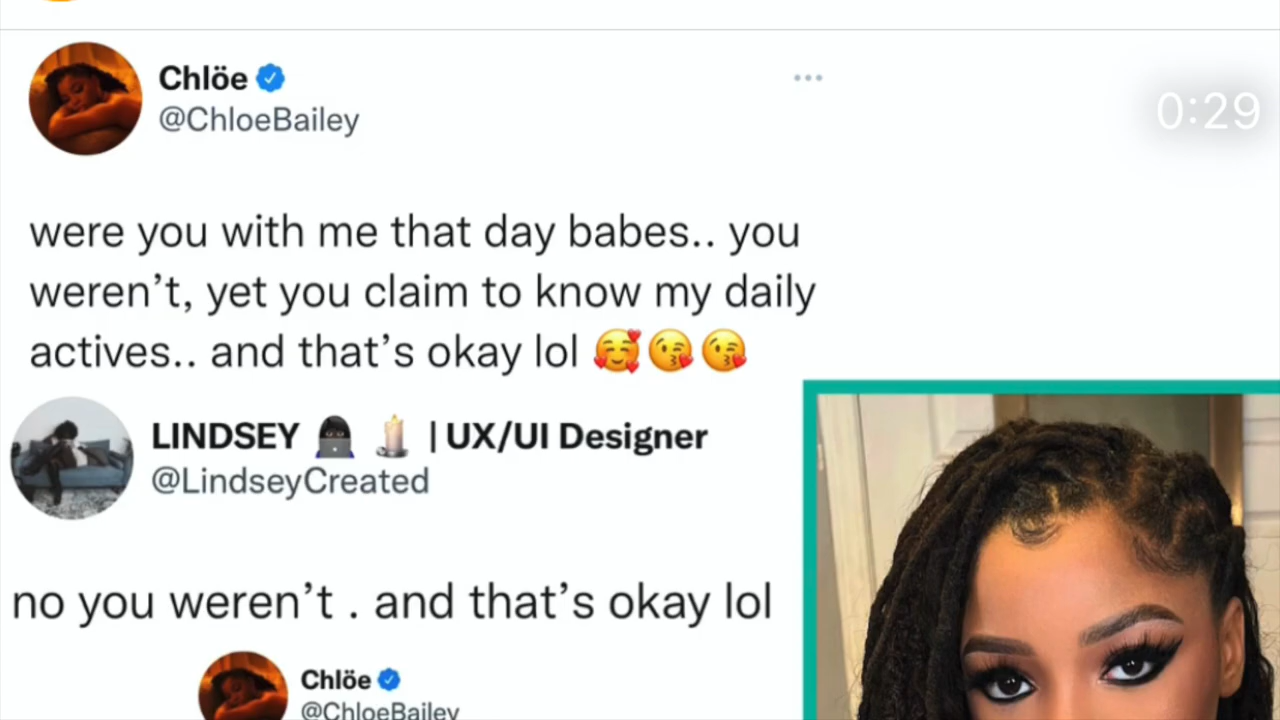 Chlöe
@ChloeBailey
0:29
were you with me that day babes.. you
weren’t, yet you claim to know my daily
actives.. and that’s okay lol 🥰😘😘
LINDSEY 🥷🏿💻 🕯️ | UX/UI Designer
@LindseyCreated
no you weren’t . and that’s okay lol
Chlöe
@ChloeBailey